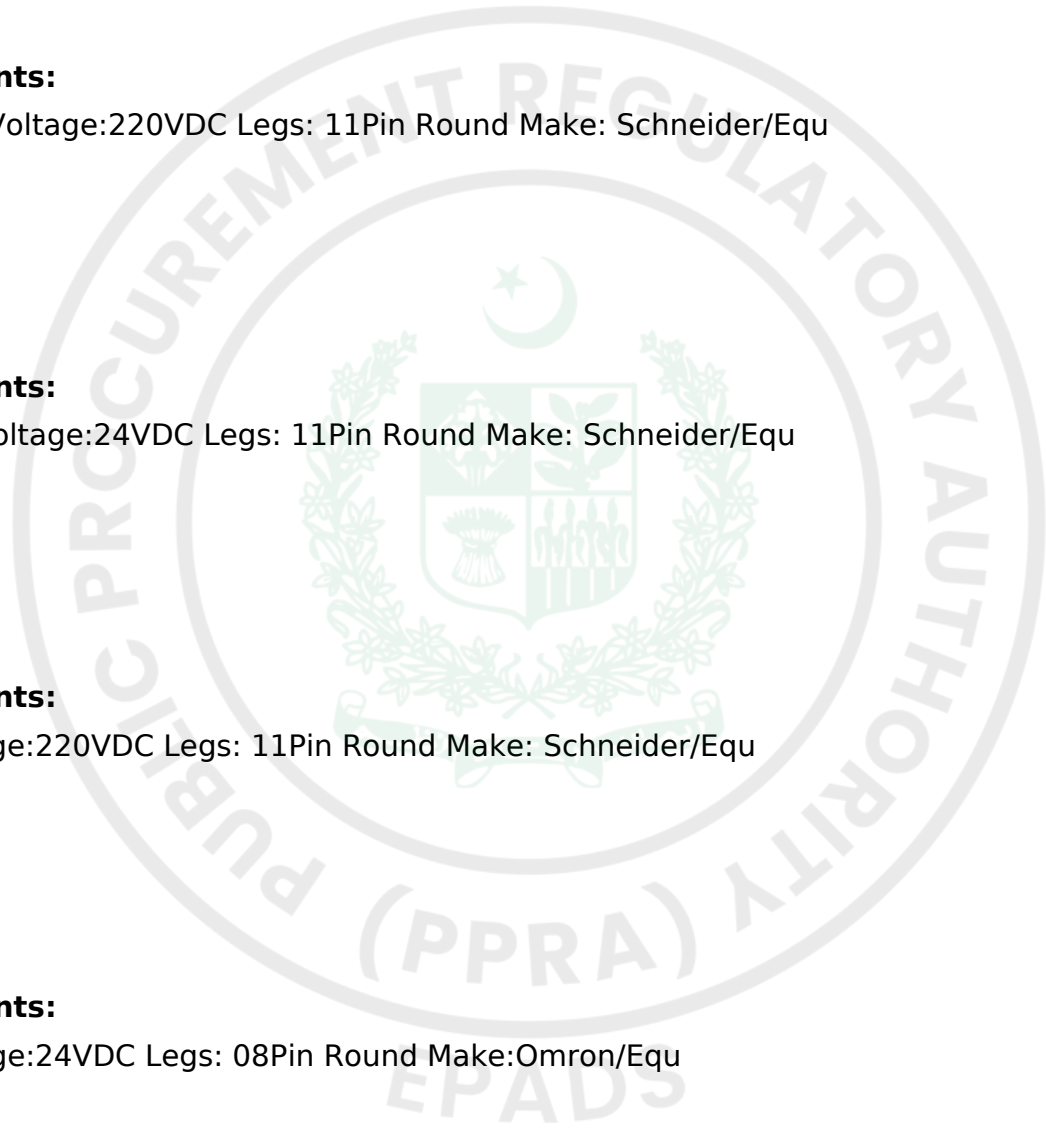 nts:
Voltage:220VDC Legs: 11Pin Round Make: Schneider/Equ
nts:
oltage:24VDC Legs: 11Pin Round Make: Schneider/Equ
nts:
ge:220VDC Legs: 11Pin Round Make: Schneider/Equ
nts:
ge:24VDC Legs: 08Pin Round Make:Omron/Equ
PUBLIC PROCUREMENT REGULATORY AUTHORITY
(PPRA)
EPADS